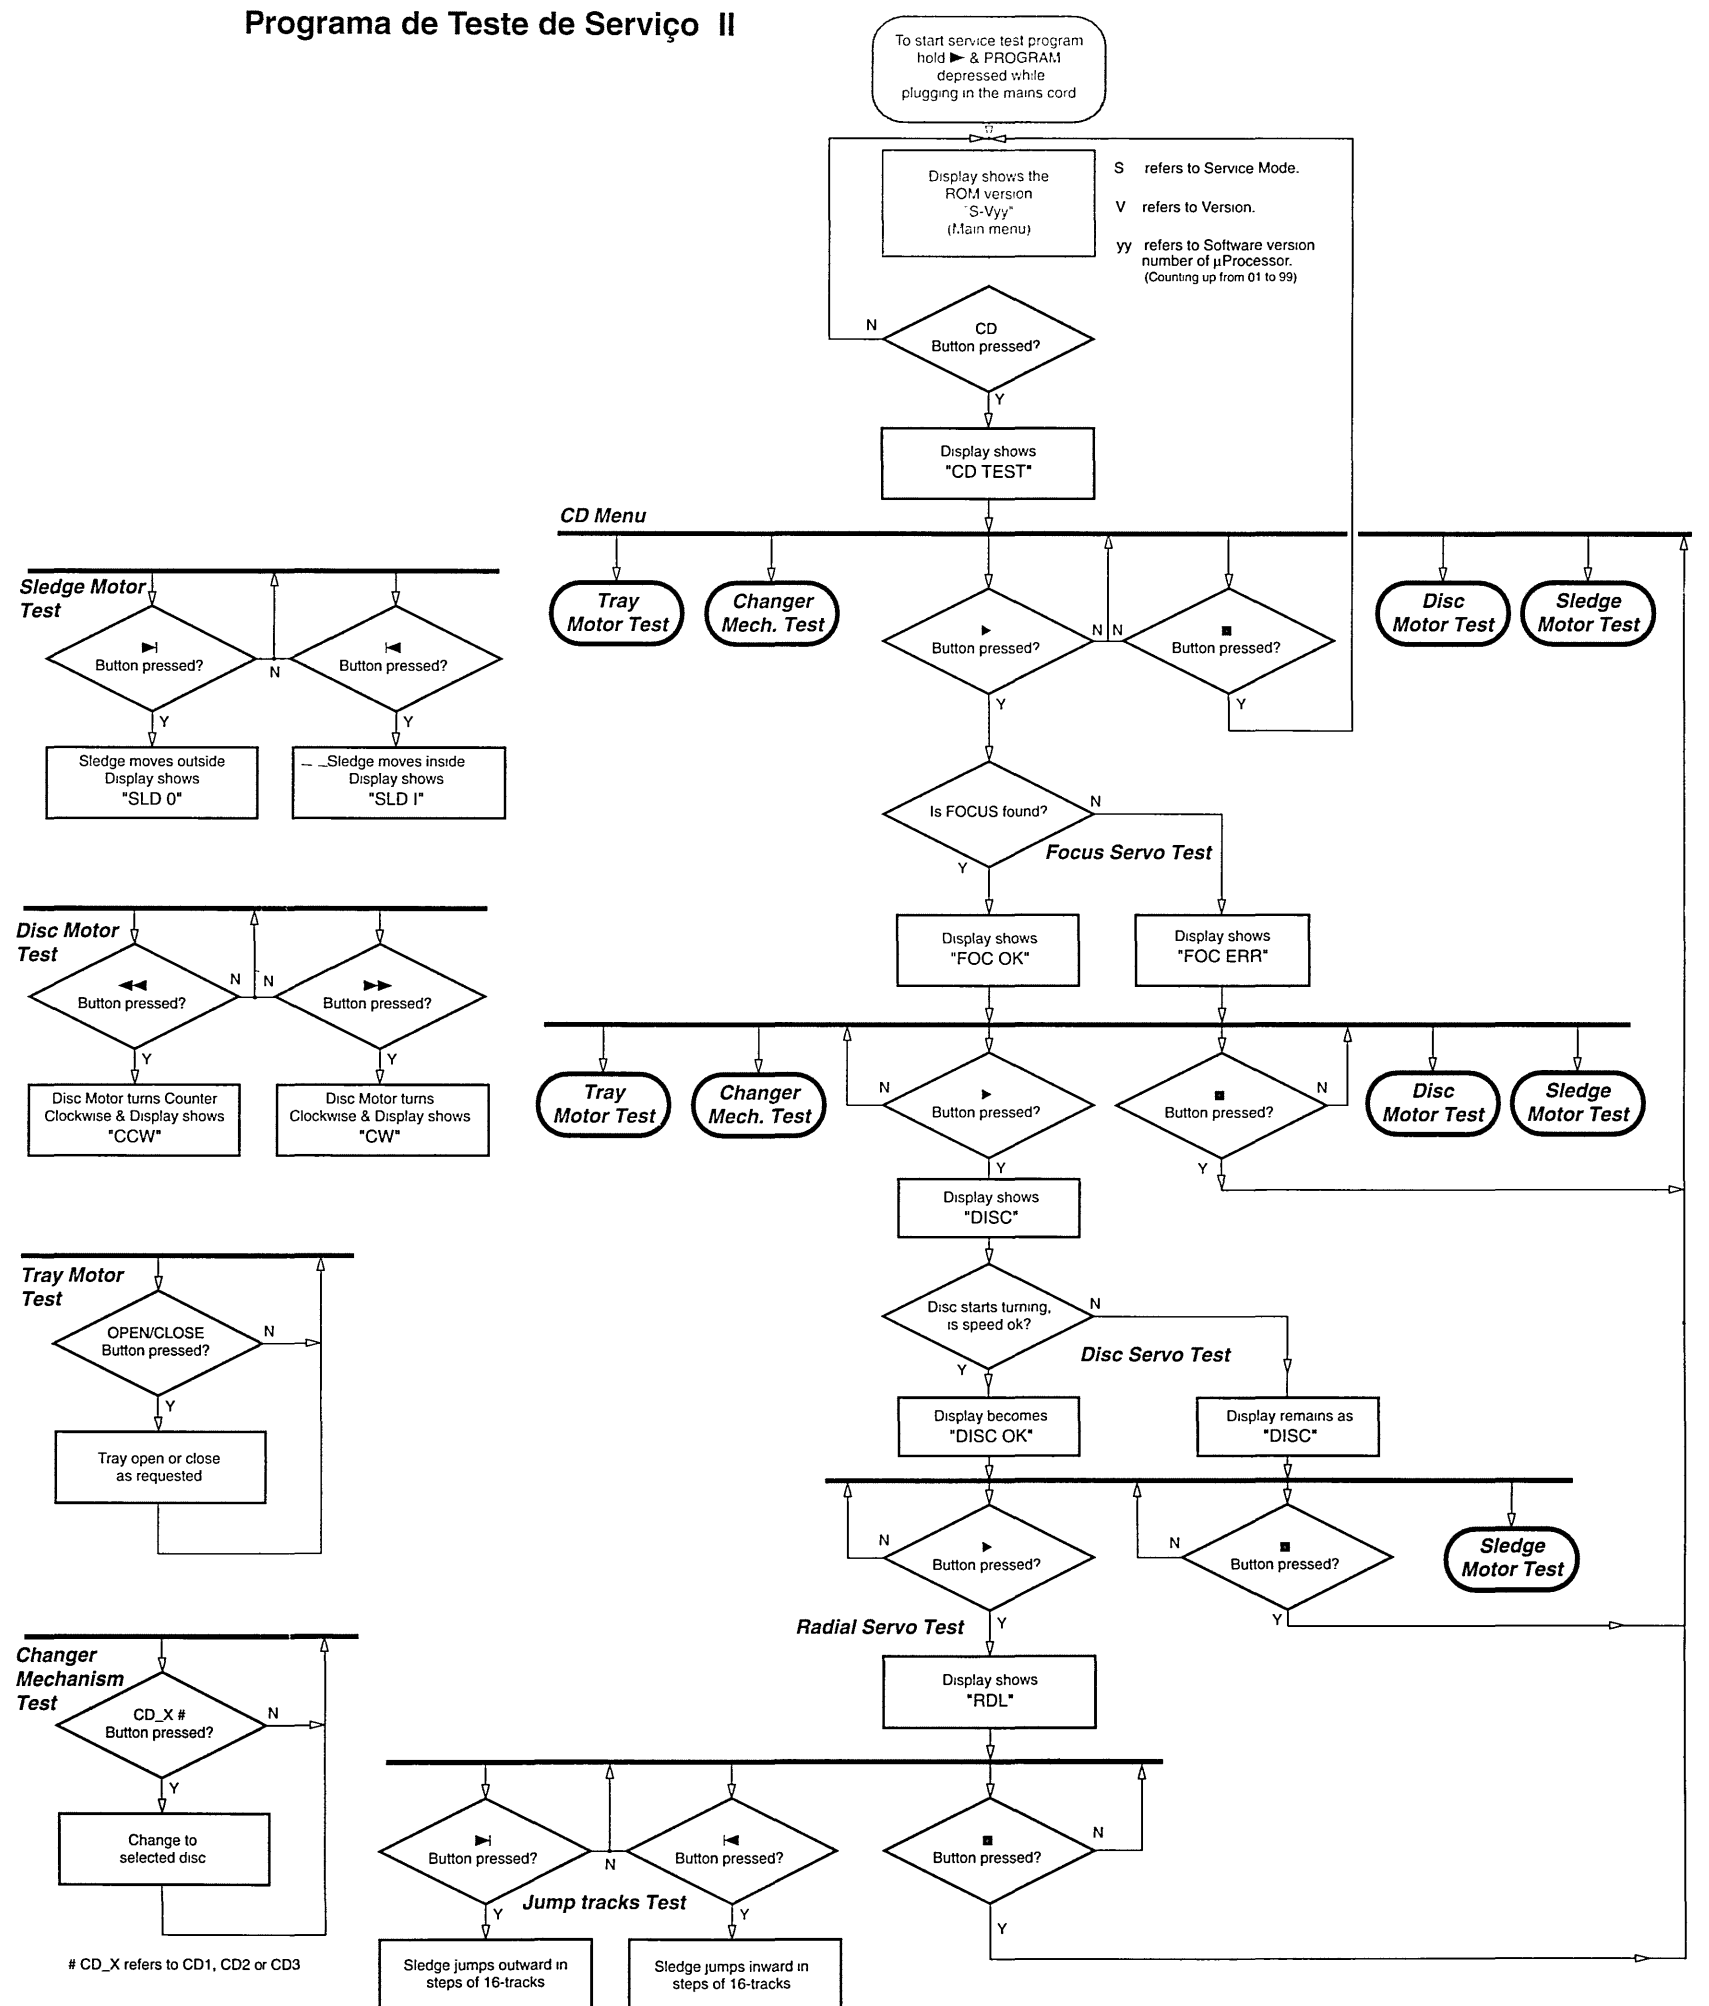 Programa de Teste de Serviço II
To start service test program
hold ► & PROGRAM
depressed while
plugging in the mains cord
Display shows the
ROM version
"S-Vyy"
(Main menu)
S refers to Service Mode.
V refers to Version.
yy refers to Software version
number of µProcessor.
(Counting up from 01 to 99)
N
CD
Button pressed?
Y
Display shows
"CD TEST"
CD Menu
Tray
Motor Test
Changer
Mech. Test
►
Button pressed?
N
N
■
Button pressed?
Disc
Motor Test
Sledge
Motor Test
Y
Y
Is FOCUS found?
N
Focus Servo Test
Y
Display shows
"FOC OK"
Display shows
"FOC ERR"
Tray
Motor Test
Changer
Mech. Test
N
►
Button pressed?
■
Button pressed?
N
Disc
Motor Test
Sledge
Motor Test
Y
Y
Display shows
"DISC"
Disc starts turning,
is speed ok?
N
Disc Servo Test
Y
Display becomes
"DISC OK"
Display remains as
"DISC"
N
►
Button pressed?
N
■
Button pressed?
Sledge
Motor Test
Y
Y
Radial Servo Test
Display shows
"RDL"
►|
Button pressed?
N
|◄
Button pressed?
■
Button pressed?
N
Jump tracks Test
Y
Y
Y
Sledge jumps outward in
steps of 16-tracks
Sledge jumps inward in
steps of 16-tracks
Sledge Motor
Test
►|
Button pressed?
N
|◄
Button pressed?
Y
Y
Sledge moves outside
Display shows
"SLD 0"
Sledge moves inside
Display shows
"SLD I"
Disc Motor
Test
◄◄
Button pressed?
N
N
►►
Button pressed?
Y
Y
Disc Motor turns Counter
Clockwise & Display shows
"CCW"
Disc Motor turns
Clockwise & Display shows
"CW"
Tray Motor
Test
OPEN/CLOSE
Button pressed?
N
Y
Tray open or close
as requested
Changer
Mechanism
Test
CD_X #
Button pressed?
N
Y
Change to
selected disc
# CD_X refers to CD1, CD2 or CD3